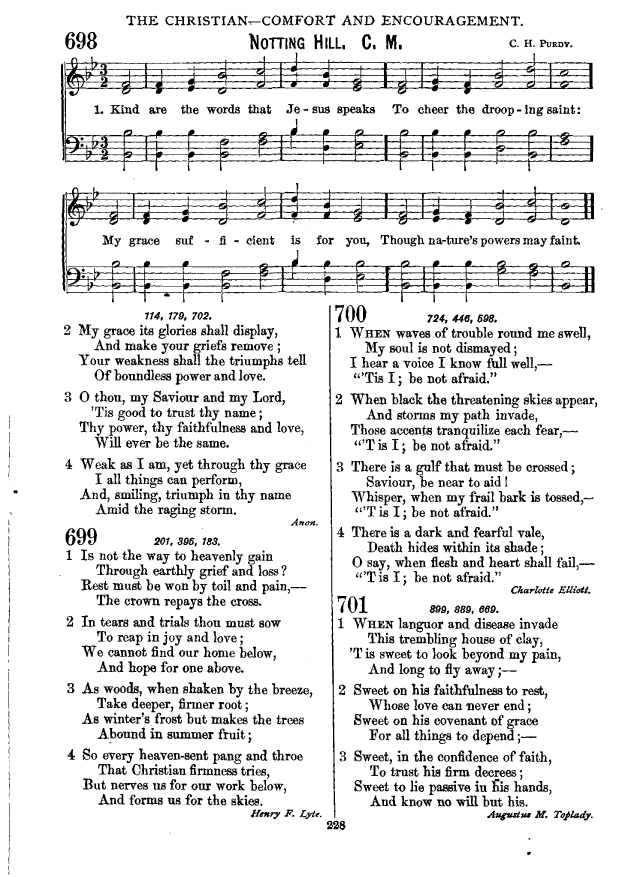 THE CHRISTIAN—COMFORT AND ENCOURAGEMENT.
698 NOTTING HILL. C. M. C. H. PURDY.
1. Kind are the words that Je - sus speaks To cheer the droop - ing saint:
My grace suf - fi - cient is for you, Though na-ture's powers may faint.
114, 179, 702.
2 My grace its glories shall display,
And make your griefs remove;
Your weakness shall the triumphs tell
Of boundless power and love.
3 O thou, my Saviour and my Lord,
'Tis good to trust thy name;
Thy power, thy faithfulness and love,
Will ever be the same.
4 Weak as I am, yet through thy grace
I all things can perform,
And, smiling, triumph in thy name
Amid the raging storm.
Anon.
699 201, 395, 183.
1 Is not the way to heavenly gain
Through earthly grief and loss?
Rest must be won by toil and pain,—
The crown repays the cross.
2 In tears and trials thou must sow
To reap in joy and love;
We cannot find our home below,
And hope for one above.
3 As woods, when shaken by the breeze,
Take deeper, firmer root;
As winter's frost but makes the trees
Abound in summer fruit;
4 So every heaven-sent pang and throe
That Christian firmness tries,
But nerves us for our work below,
And forms us for the skies.
Henry F. Lyte.
700 724, 446, 598.
1 WHEN waves of trouble round me swell,
My soul is not dismayed;
I hear a voice I know full well,—
"'Tis I; be not afraid."
2 When black the threatening skies appear,
And storms my path invade,
Those accents tranquilize each fear,—
"'T is I; be not afraid."
3 There is a gulf that must be crossed;
Saviour, be near to aid!
Whisper, when my frail bark is tossed,—
"'T is I; be not afraid."
4 There is a dark and fearful vale,
Death hides within its shade;
O say, when flesh and heart shall fail,—
"'T is I; be not afraid."
Charlotte Elliott.
701 899, 889, 669.
1 WHEN languor and disease invade
This trembling house of clay,
'T is sweet to look beyond my pain,
And long to fly away;—
2 Sweet on his faithfulness to rest,
Whose love can never end;
Sweet on his covenant of grace
For all things to depend;—
3 Sweet, in the confidence of faith,
To trust his firm decrees;
Sweet to lie passive in his hands,
And know no will but his.
Augustus M. Toplady.
228